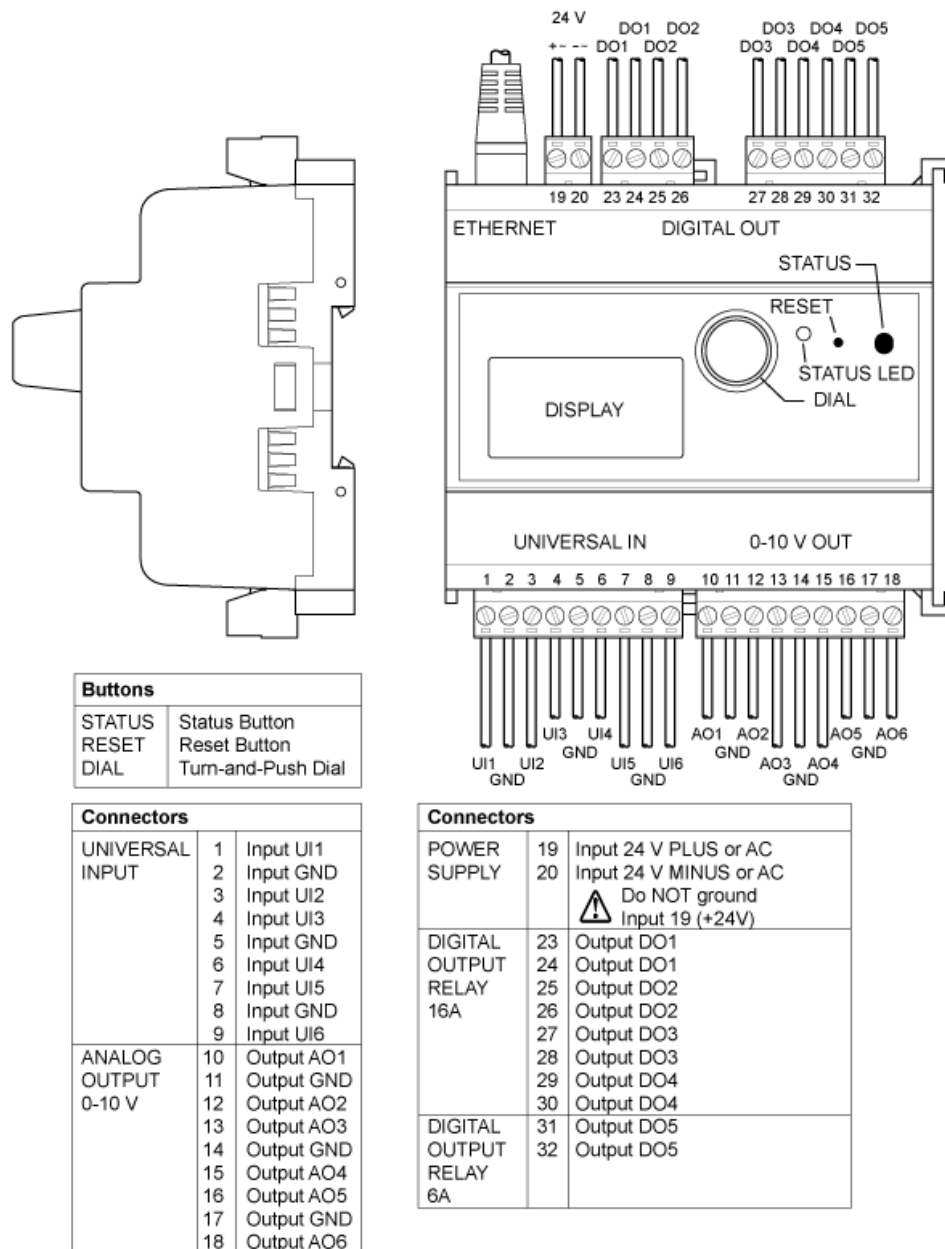 24 V
DO1 DO2
DO3 DO4 DO5
+~ -~ DO1 DO2
DO3 DO4 DO5
19 20 23 24 25 26 27 28 29 30 31 32
ETHERNET DIGITAL OUT
STATUS
RESET
STATUS LED
DIAL
DISPLAY
UNIVERSAL IN 0-10 V OUT
1 2 3 4 5 6 7 8 9 10 11 12 13 14 15 16 17 18
UI3 UI4 AO1 AO2 AO5 AO6
GND GND GND
UI1 UI2 UI5 UI6 AO3 AO4
GND GND GND
Buttons
STATUS Status Button
RESET Reset Button
DIAL Turn-and-Push Dial
Connectors
UNIVERSAL 1 Input UI1
INPUT 2 Input GND
3 Input UI2
4 Input UI3
5 Input GND
6 Input UI4
7 Input UI5
8 Input GND
9 Input UI6
ANALOG 10 Output AO1
OUTPUT 11 Output GND
0-10 V 12 Output AO2
13 Output AO3
14 Output GND
15 Output AO4
16 Output AO5
17 Output GND
18 Output AO6
Connectors
POWER 19 Input 24 V PLUS or AC
SUPPLY 20 Input 24 V MINUS or AC
Do NOT ground
Input 19 (+24V)
DIGITAL 23 Output DO1
OUTPUT 24 Output DO1
RELAY 25 Output DO2
16A 26 Output DO2
27 Output DO3
28 Output DO3
29 Output DO4
30 Output DO4
DIGITAL 31 Output DO5
OUTPUT 32 Output DO5
RELAY
6A